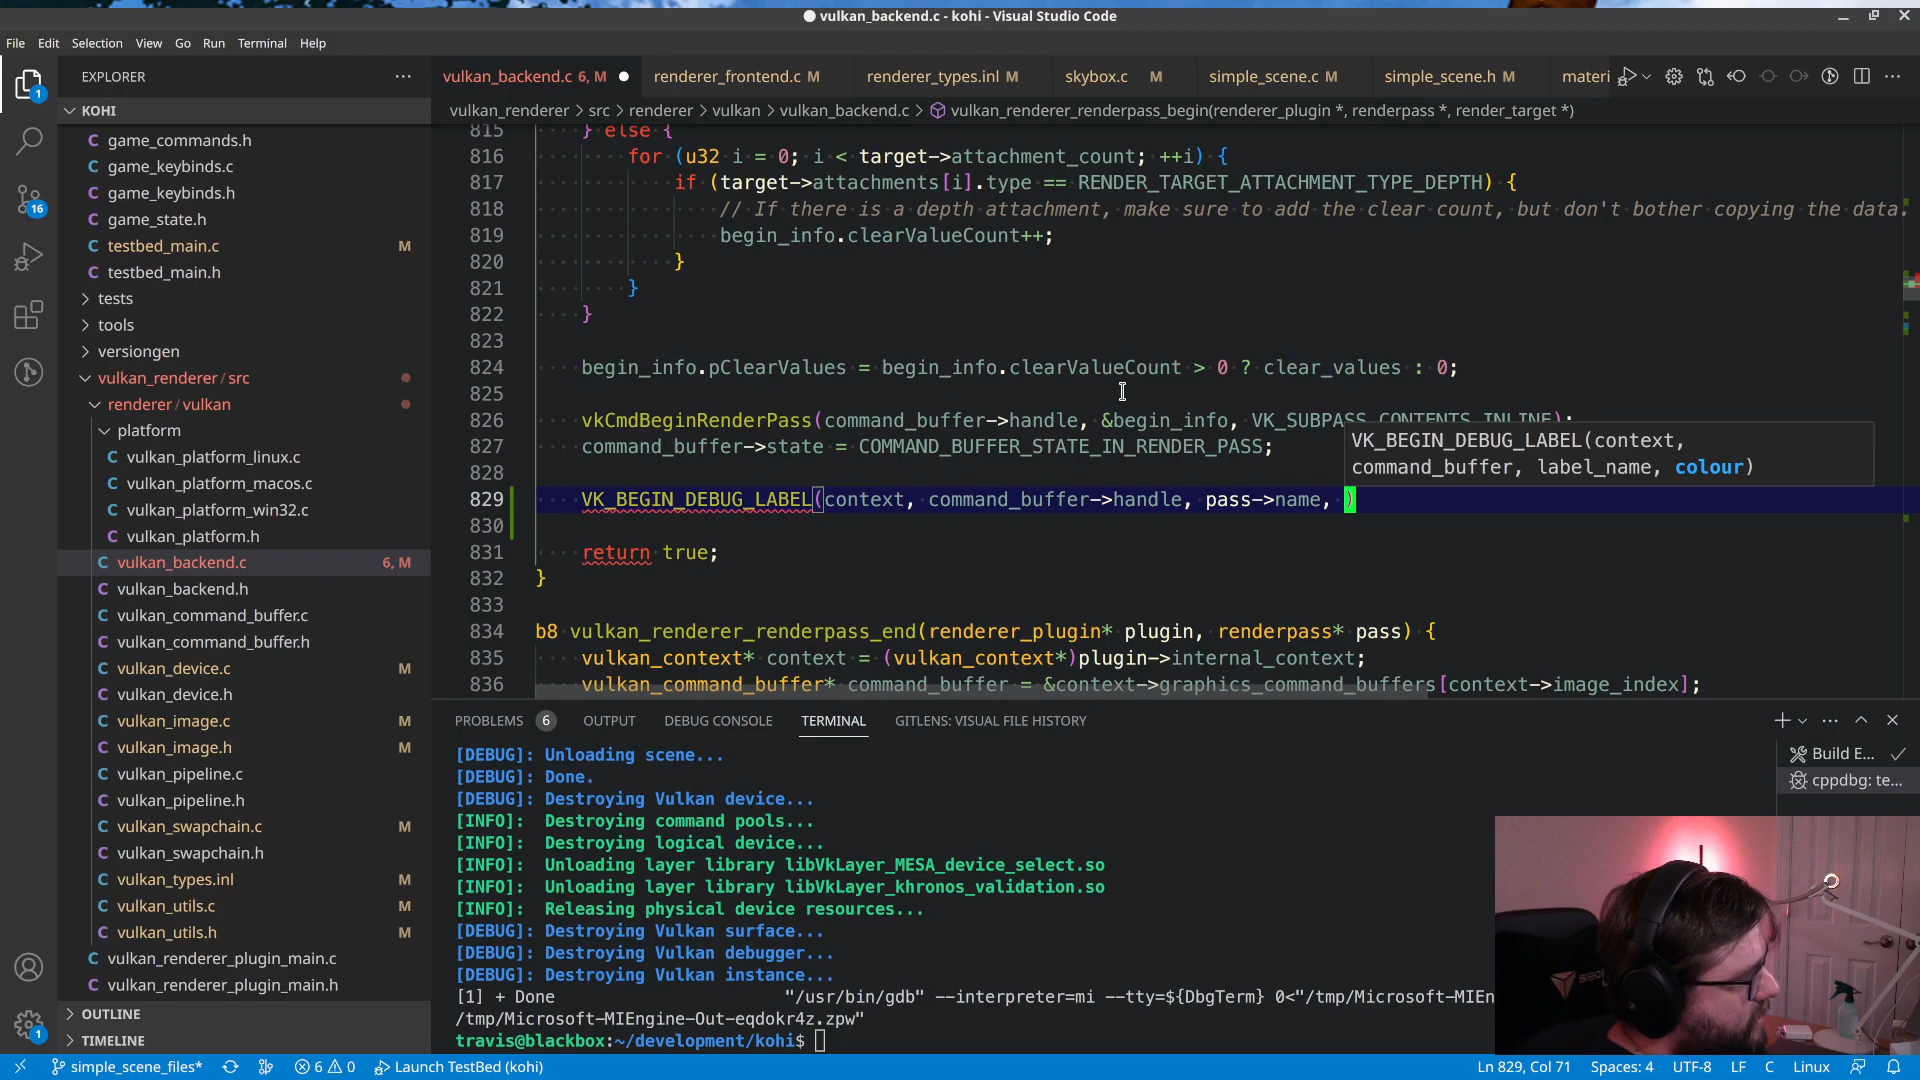 vulkan_backend.c - kohi - Visual Studio Code
File Edit Selection View Go Run Terminal Help
EXPLORER
KOHI
game_commands.h
game_keybinds.c
game_keybinds.h
game_state.h
testbed_main.c M
testbed_main.h
tests
tools
versiongen
vulkan_renderer/src
renderer/vulkan
platform
vulkan_platform_linux.c
vulkan_platform_macos.c
vulkan_platform_win32.c
vulkan_platform.h
vulkan_backend.c 6, M
vulkan_backend.h
vulkan_command_buffer.c
vulkan_command_buffer.h
vulkan_device.c M
vulkan_device.h
vulkan_image.c M
vulkan_image.h M
vulkan_pipeline.c
vulkan_pipeline.h
vulkan_swapchain.c M
vulkan_swapchain.h
vulkan_types.inl M
vulkan_utils.c M
vulkan_utils.h M
vulkan_renderer_plugin_main.c
vulkan_renderer_plugin_main.h
OUTLINE
TIMELINE
1
16
1
vulkan_backend.c 6, M renderer_frontend.c M renderer_types.inl M skybox.c M simple_scene.c M simple_scene.h M materi
vulkan_renderer > src > renderer > vulkan > vulkan_backend.c > vulkan_renderer_renderpass_begin(renderer_plugin *, renderpass *, render_target *)
815 } else {
816 for (u32 i = 0; i < target->attachment_count; ++i) {
817 if (target->attachments[i].type == RENDER_TARGET_ATTACHMENT_TYPE_DEPTH) {
818 // If there is a depth attachment, make sure to add the clear count, but don't bother copying the data.
819 begin_info.clearValueCount++;
820 }
821 }
822 }
823
824 begin_info.pClearValues = begin_info.clearValueCount > 0 ? clear_values : 0;
825
826 vkCmdBeginRenderPass(command_buffer->handle, &begin_info, VK_SUBPASS_CONTENTS_INLINE);
827 command_buffer->state = COMMAND_BUFFER_STATE_IN_RENDER_PASS;
VK_BEGIN_DEBUG_LABEL(context,
command_buffer, label_name, colour)
828
829 VK_BEGIN_DEBUG_LABEL(context, command_buffer->handle, pass->name, )
830
831 return true;
832 }
833
834 b8 vulkan_renderer_renderpass_end(renderer_plugin* plugin, renderpass* pass) {
835 vulkan_context* context = (vulkan_context*)plugin->internal_context;
836 vulkan_command_buffer* command_buffer = &context->graphics_command_buffers[context->image_index];
PROBLEMS 6 OUTPUT DEBUG CONSOLE TERMINAL GITLENS: VISUAL FILE HISTORY
[DEBUG]: Unloading scene...
[DEBUG]: Done.
[DEBUG]: Destroying Vulkan device...
[INFO]: Destroying command pools...
[INFO]: Destroying logical device...
[INFO]: Unloading layer library libVkLayer_MESA_device_select.so
[INFO]: Unloading layer library libVkLayer_khronos_validation.so
[INFO]: Releasing physical device resources...
[DEBUG]: Destroying Vulkan surface...
[DEBUG]: Destroying Vulkan debugger...
[DEBUG]: Destroying Vulkan instance...
[1] + Done "/usr/bin/gdb" --interpreter=mi --tty=${DbgTerm} 0<"/tmp/Microsoft-MIEn
/tmp/Microsoft-MIEngine-Out-eqdokr4z.zpw"
travis@blackbox:~/development/kohi$
Build E...
cppdbg: te...
simple_scene_files* 6 0 Launch TestBed (kohi) Ln 829, Col 71 Spaces: 4 UTF-8 LF C Linux